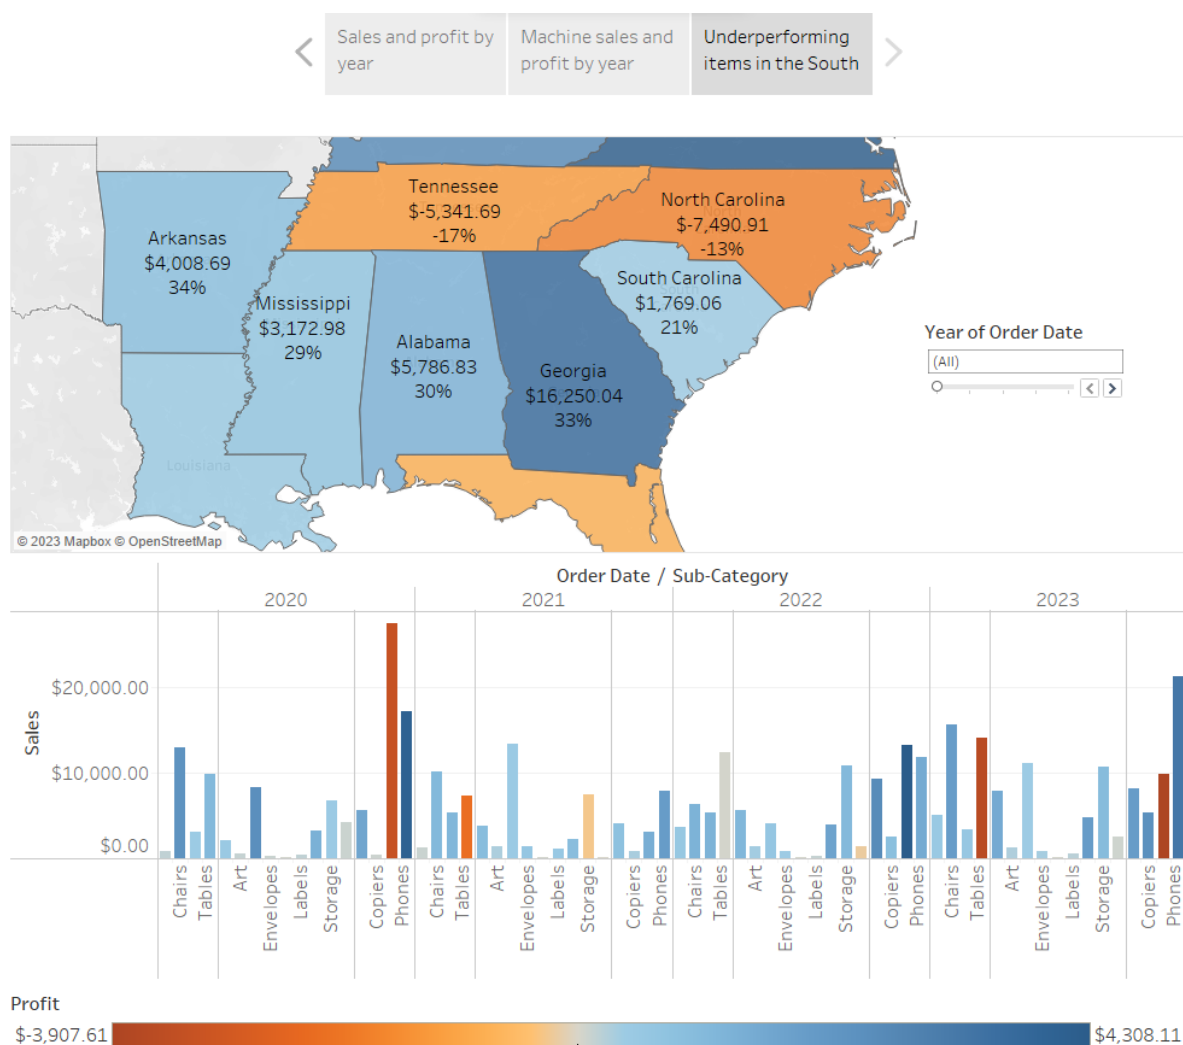 Sales and profit by
year
Machine sales and
profit by year
Underperforming
items in the South
Tennessee
$-5,341.69
-17%
North Carolina
$-7,490.91
-13%
Arkansas
$4,008.69
34%
South Carolina
$1,769.06
21%
Mississippi
$3,172.98
29%
Alabama
$5,786.83
30%
Georgia
$16,250.04
33%
Louisiana
Year of Order Date
(All)
© 2023 Mapbox © OpenStreetMap
Order Date / Sub-Category
2020 2021 2022 2023
Sales
$20,000.00
$10,000.00
$0.00
Chairs Tables Art Envelopes Labels Storage Copiers Phones Chairs Tables Art Envelopes Labels Storage Copiers Phones Chairs Tables Art Envelopes Labels Storage Copiers Phones Chairs Tables Art Envelopes Labels Storage Copiers Phones
Profit
$-3,907.61 $4,308.11